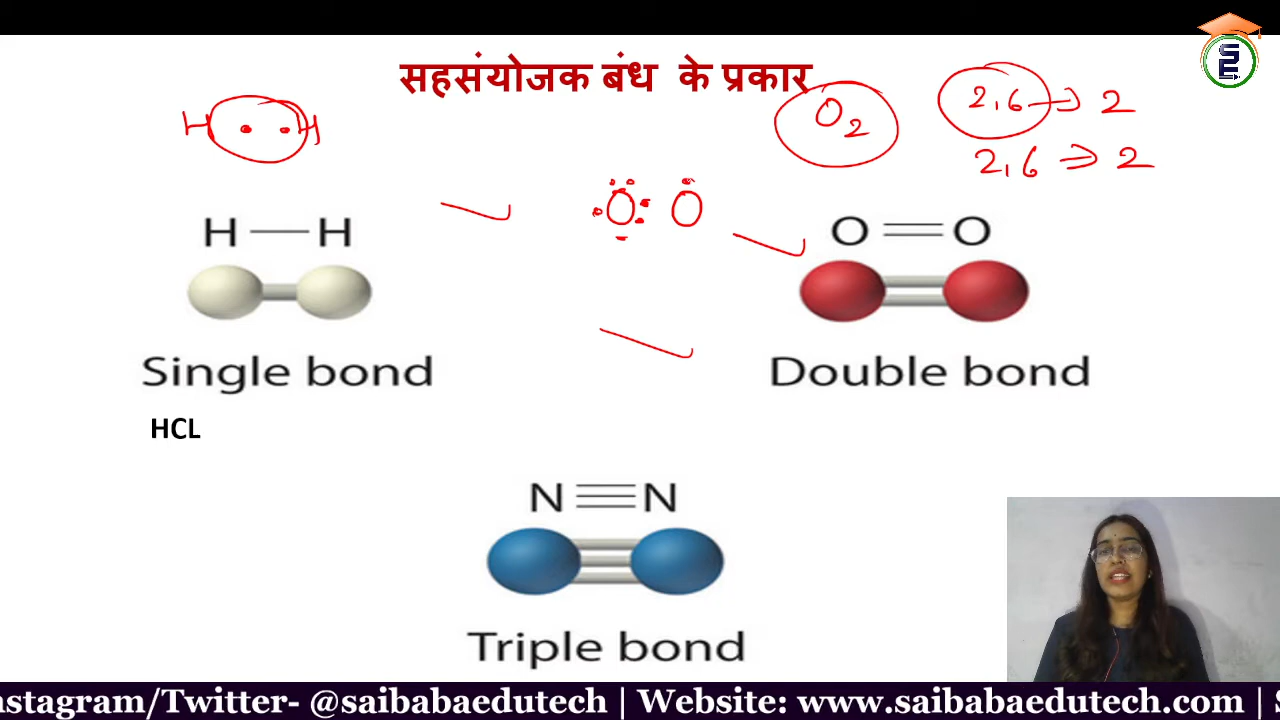 सहसंयोजक बंध के प्रकार
H H
O2
2,6 → 2
2,6 ⇒ 2
O O
H — H
O = O
Single bond
Double bond
HCL
N ≡ N
Triple bond
nstagram/Twitter- @saibabaedutech | Website: www.saibabaedutech.com | S